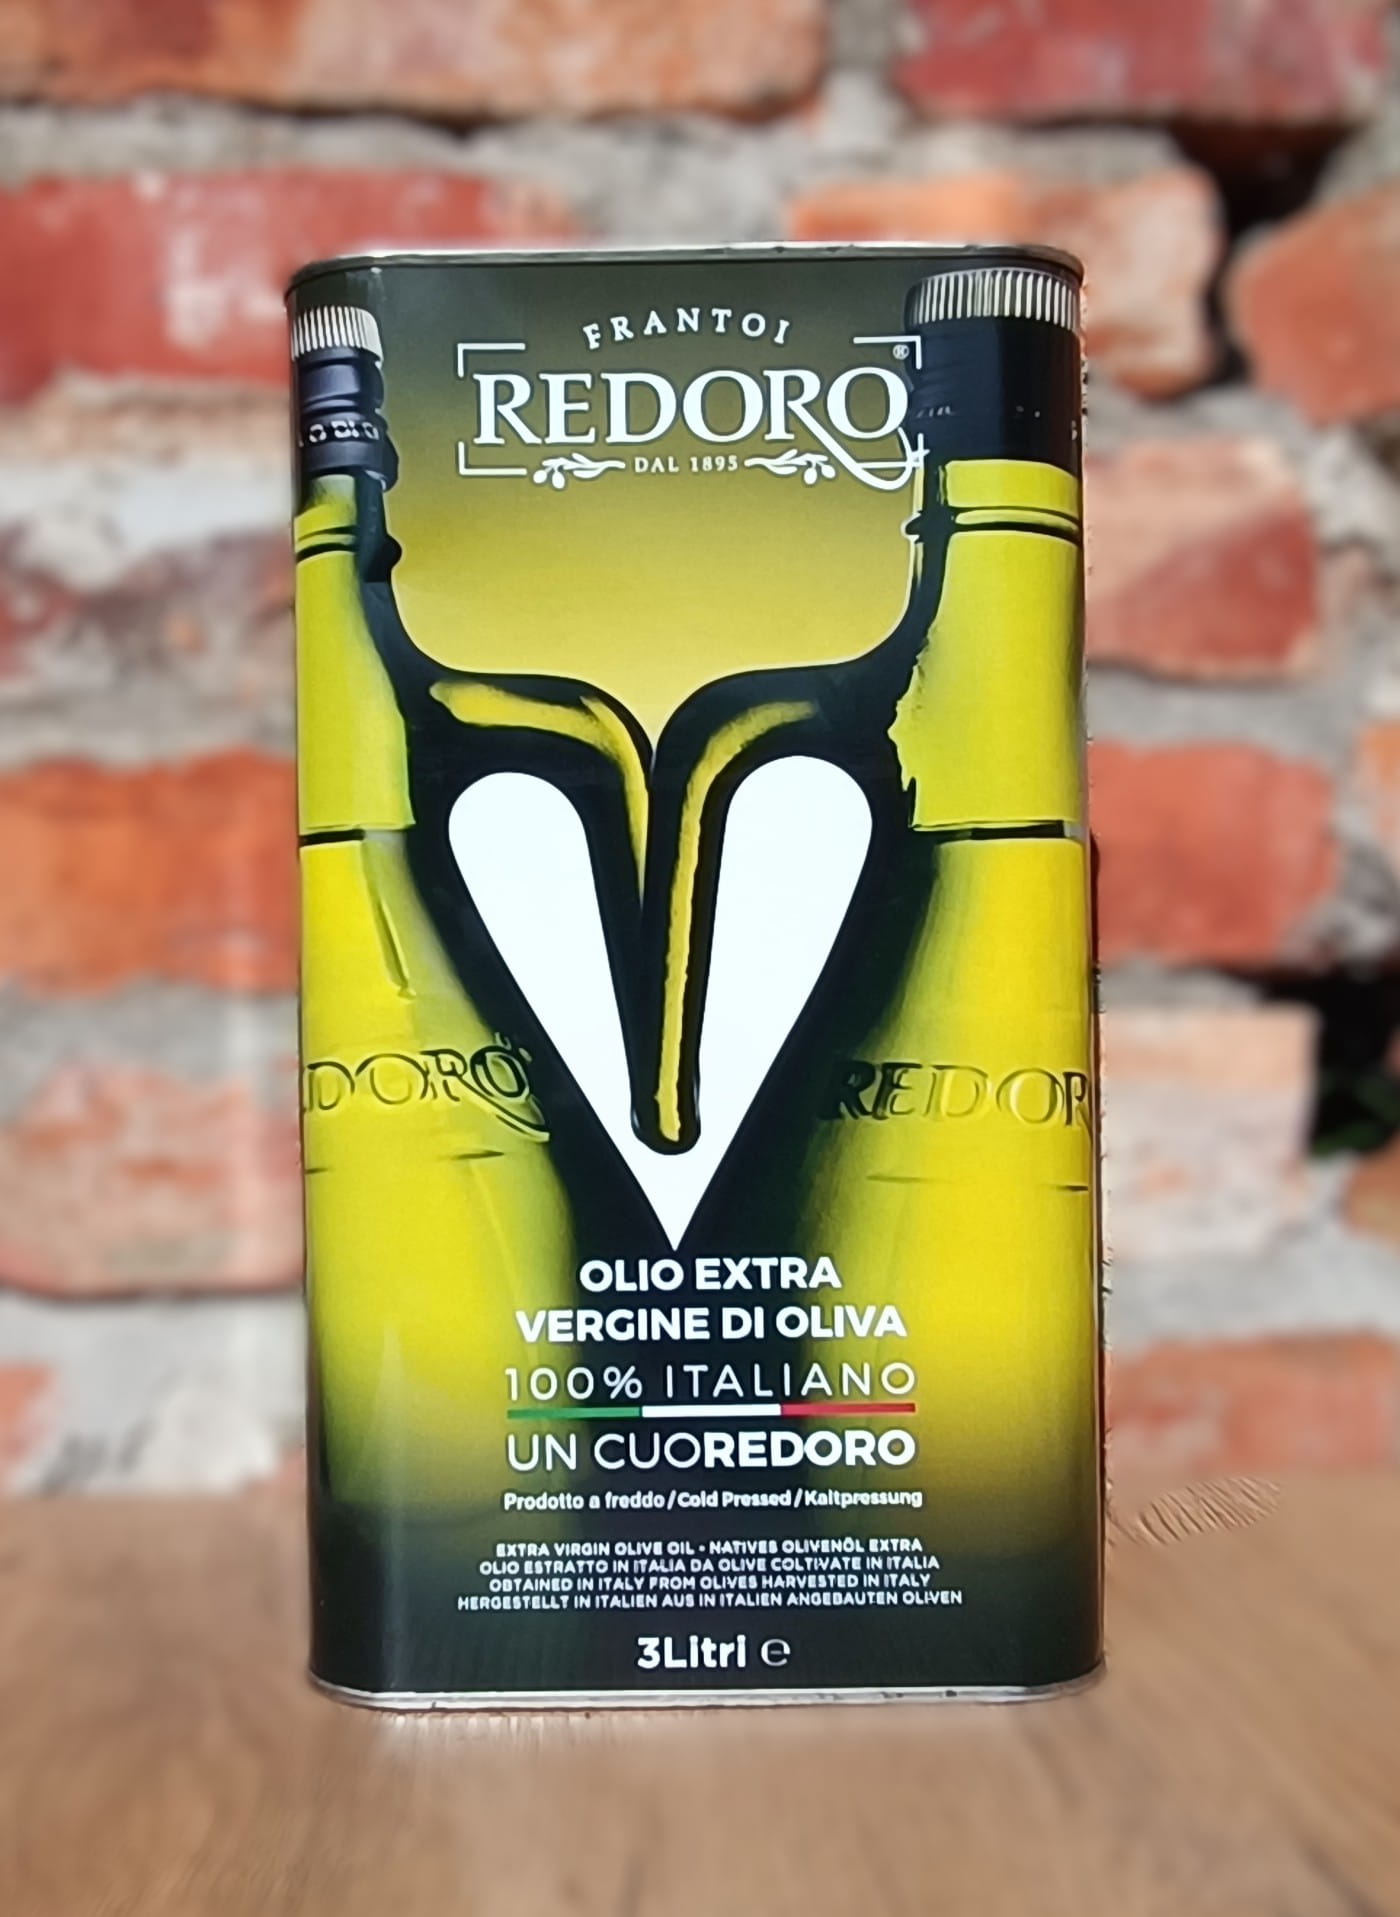 FRANTOI
REDORO®
DAL 1895
DORO REDOR
OLIO EXTRA
VERGINE DI OLIVA
100% ITALIANO
UN CUOREDORO
Prodotto a freddo/Cold Pressed/Kaltpressung
EXTRA VIRGIN OLIVE OIL - NATIVES OLIVENÖL EXTRA
OLIO ESTRATTO IN ITALIA DA OLIVE COLTIVATE IN ITALIA
OBTAINED IN ITALY FROM OLIVES HARVESTED IN ITALY
HERGESTELLT IN ITALIEN AUS IN ITALIEN ANGEBAUTEN OLIVEN
3Litri ℮